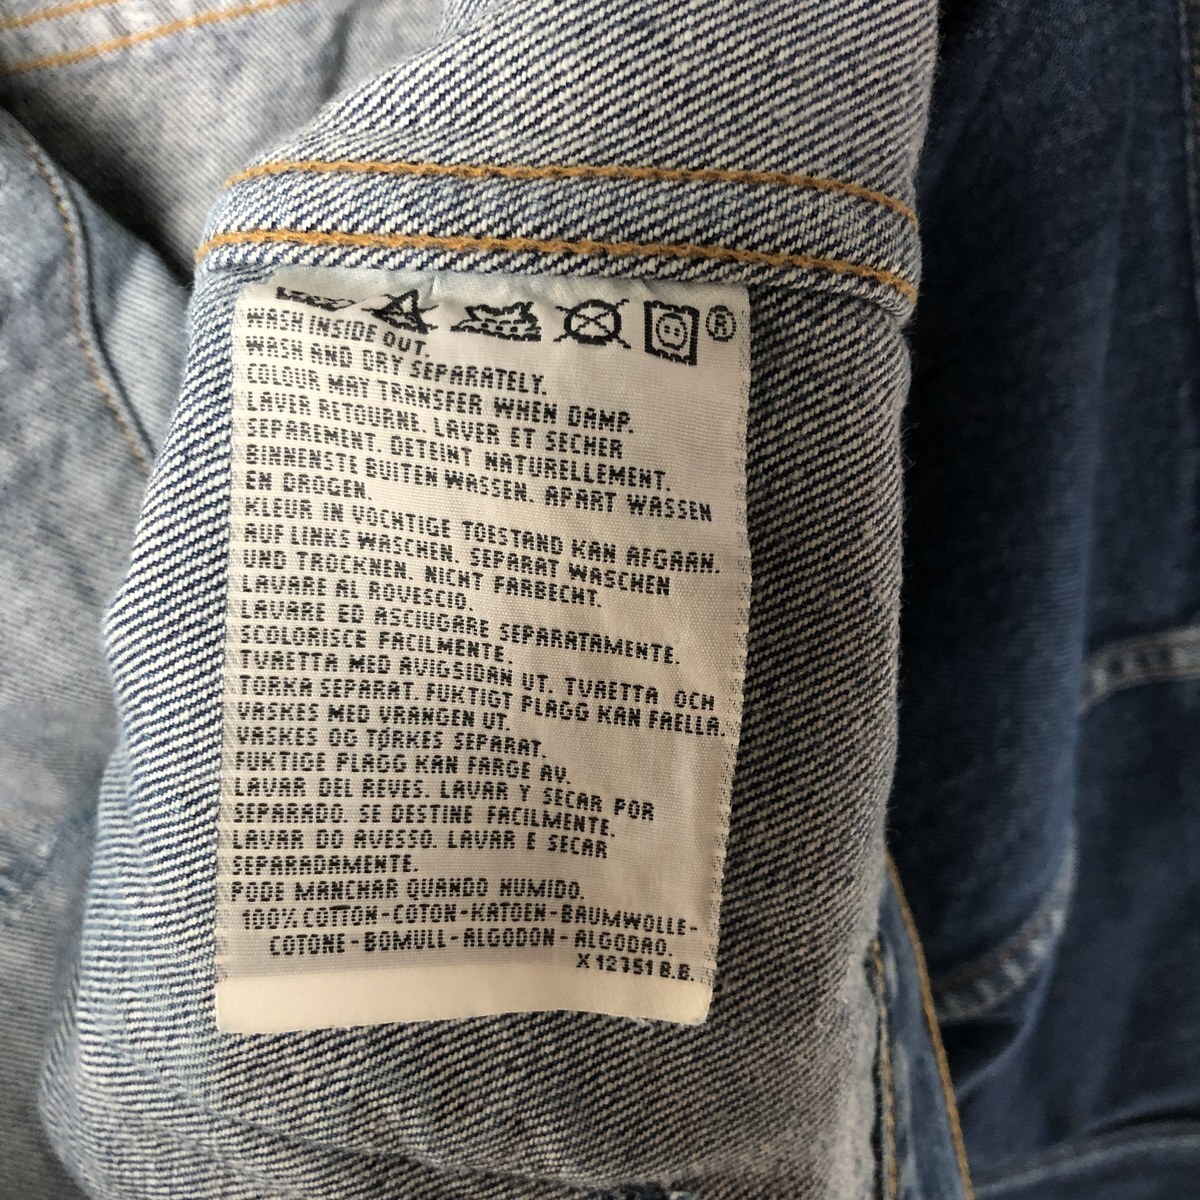 ®
WASH INSIDE OUT.
WASH AND DRY SEPARATELY.
COLOUR MAY TRANSFER WHEN DAMP.
LAVER RETOURNE. LAVER ET SECHER
SEPAREMENT. DETEINT NATURELLEMENT.
BINNENSTE BUITEN WASSEN. APART WASSEN
EN DROGEN.
KLEUR IN VOCHTIGE TOESTAND KAN AFGAAN.
AUF LINKS WASCHEN. SEPARAT WASCHEN
UND TROCKNEN. NICHT FARBECHT.
LAVARE AL ROVESCIO.
LAVARE ED ASCIUGARE SEPARATAMENTE.
SCOLORISCE FACILMENTE.
TVAETTA MED AVIGSIDAN UT. TVAETTA OCH
TORKA SEPARAT. FUKTIGT PLAGG KAN FAELLA.
VASKES MED VRANGEN UT.
VASKES OG TØRKES SEPARAT.
FUKTIGE PLAGG KAN FARGE AV.
LAVAR DEL REVES. LAVAR Y SECAR POR
SEPARADO. SE DESTINE FACILMENTE.
LAVAR DO AVESSO. LAVAR E SECAR
SEPARADAMENTE.
PODE MANCHAR QUANDO HUMIDO.
100% COTTON-COTON-KATOEN-BAUMWOLLE-
COTONE-BOMULL-ALGODON-ALGODAO.
X 12751 B.B.